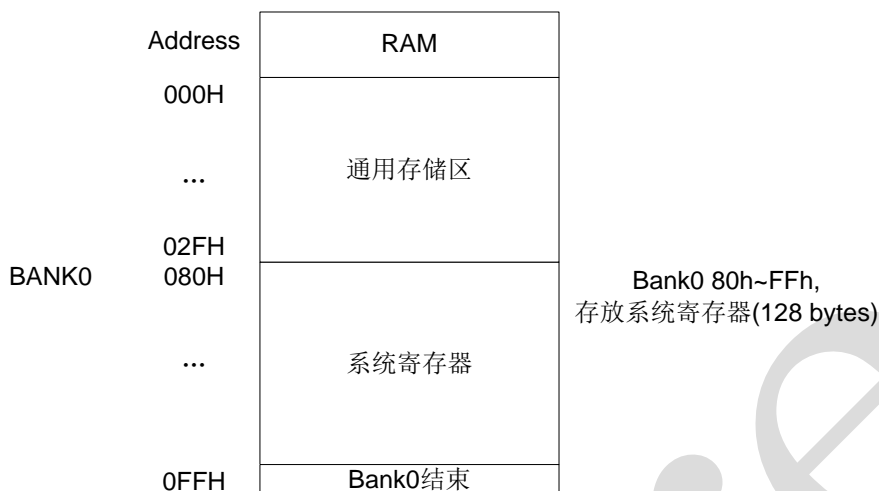 Address RAM
000H
... 通用存储区
02FH
BANK0 080H Bank0 80h~FFh,
存放系统寄存器(128 bytes)
... 系统寄存器
0FFH Bank0结束